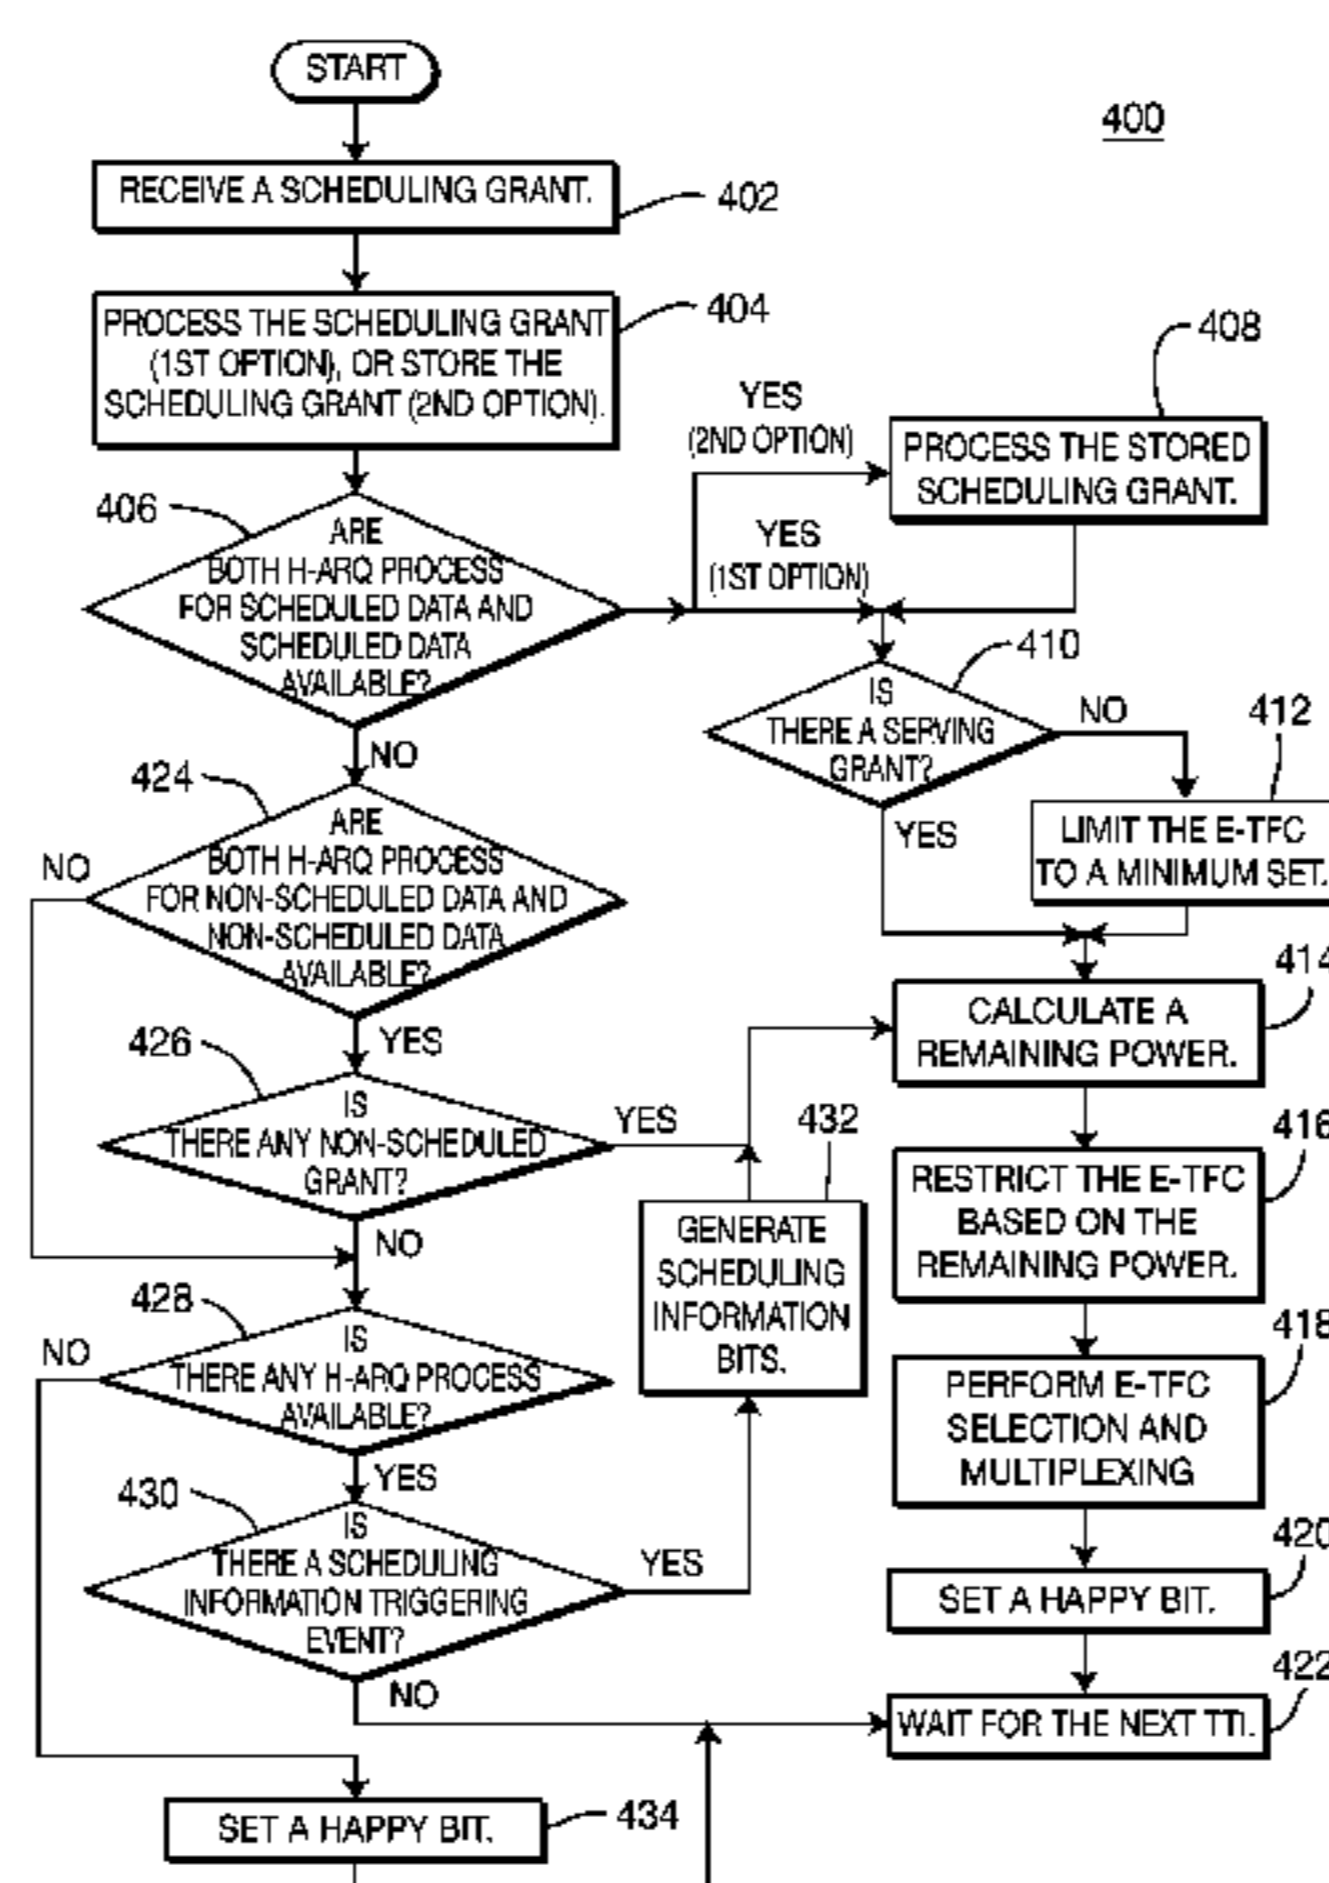 START
400
RECEIVE A SCHEDULING GRANT.
402
PROCESS THE SCHEDULING GRANT
(1ST OPTION), OR STORE THE
SCHEDULING GRANT (2ND OPTION).
404
408
YES
(2ND OPTION)
PROCESS THE STORED
SCHEDULING GRANT.
406
ARE
BOTH H-ARQ PROCESS
FOR SCHEDULED DATA AND
SCHEDULED DATA
AVAILABLE?
YES
(1ST OPTION)
410
IS
THERE A SERVING
GRANT?
NO
412
YES
LIMIT THE E-TFC
TO A MINIMUM SET.
NO
424
ARE
BOTH H-ARQ PROCESS
FOR NON-SCHEDULED DATA AND
NON-SCHEDULED DATA
AVAILABLE?
NO
YES
414
CALCULATE A
REMAINING POWER.
426
IS
THERE ANY NON-SCHEDULED
GRANT?
YES
432
NO
GENERATE
SCHEDULING
INFORMATION
BITS.
416
RESTRICT THE E-TFC
BASED ON THE
REMAINING POWER.
428
IS
THERE ANY H-ARQ PROCESS
AVAILABLE?
NO
YES
418
PERFORM E-TFC
SELECTION AND
MULTIPLEXING
430
IS
THERE A SCHEDULING
INFORMATION TRIGGERING
EVENT?
YES
NO
420
SET A HAPPY BIT.
422
WAIT FOR THE NEXT TTI.
SET A HAPPY BIT.
434